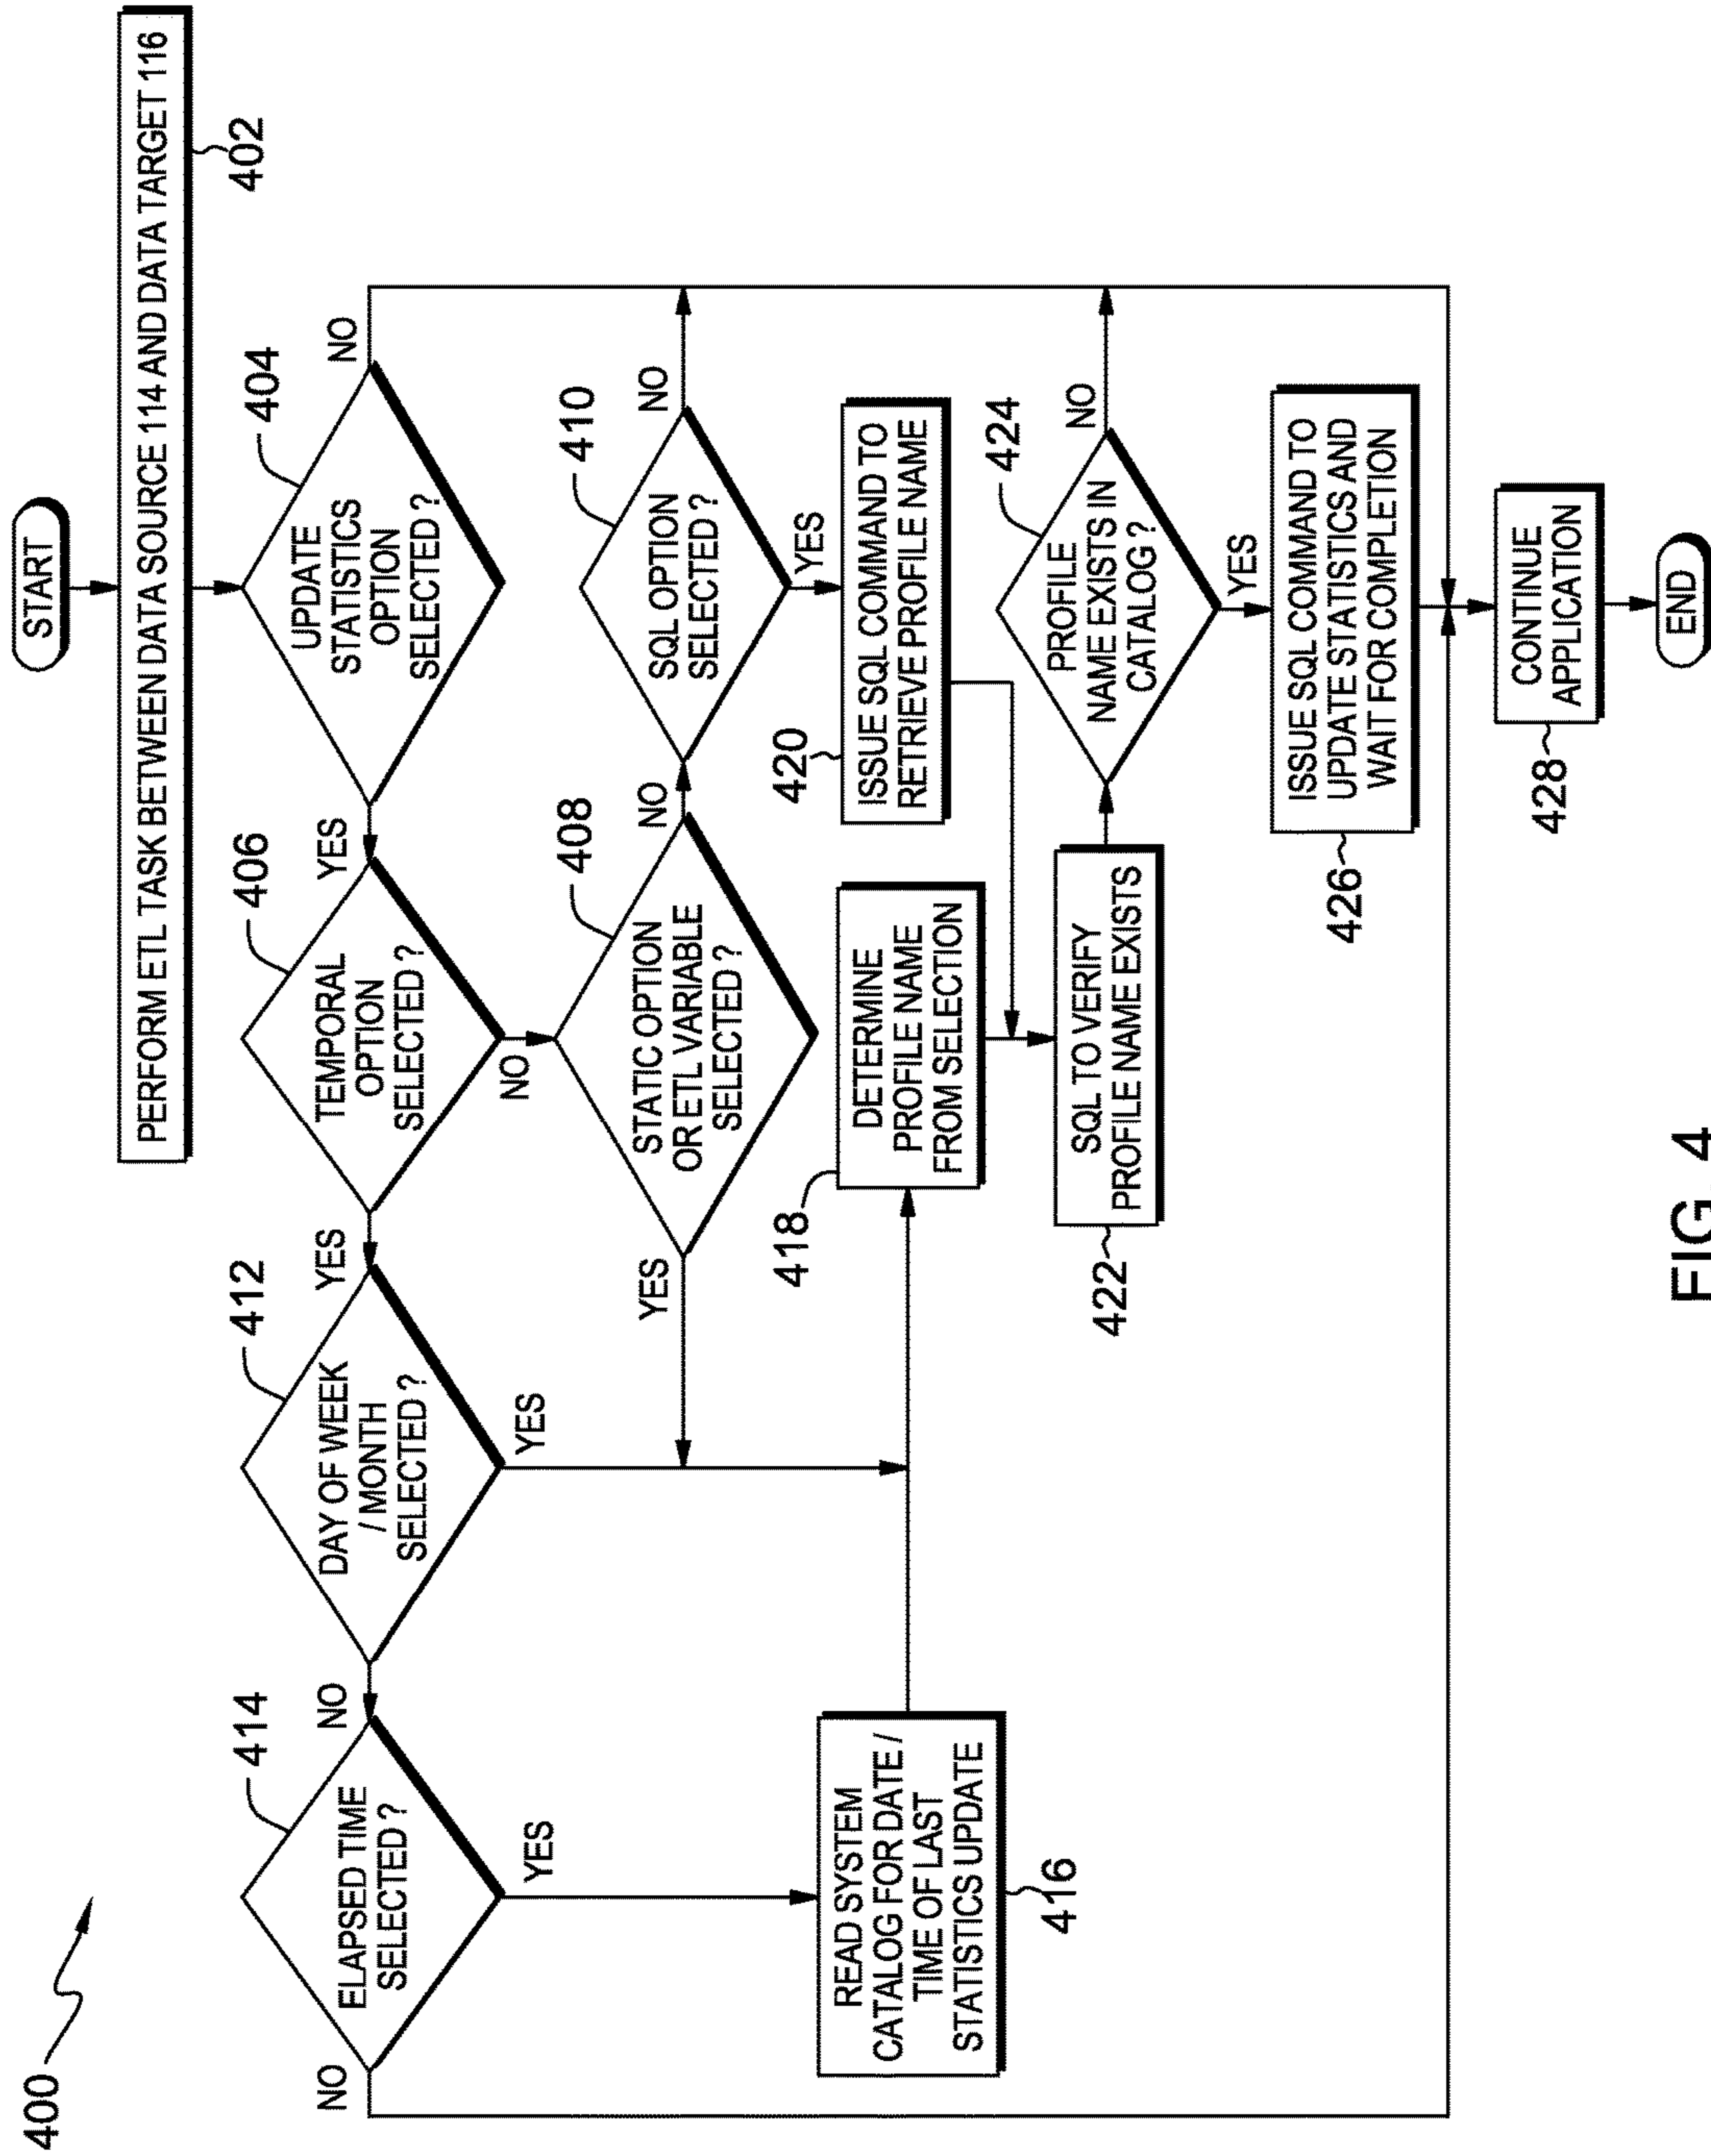 400
START
PERFORM ETL TASK BETWEEN DATA SOURCE 114 AND DATA TARGET 116
402
414
ELAPSED TIME
SELECTED ?
NO
YES
NO
412
DAY OF WEEK
/ MONTH
SELECTED ?
YES
YES
406
TEMPORAL
OPTION
SELECTED ?
YES
NO
404
UPDATE
STATISTICS
OPTION
SELECTED ?
NO
408
STATIC OPTION
OR ETL VARIABLE
SELECTED ?
YES
NO
410
SQL OPTION
SELECTED ?
NO
YES
READ SYSTEM
CATALOG FOR DATE /
TIME OF LAST
STATISTICS UPDATE
416
418
DETERMINE
PROFILE NAME
FROM SELECTION
420
ISSUE SQL COMMAND TO
RETRIEVE PROFILE NAME
422
SQL TO VERIFY
PROFILE NAME EXISTS
424
PROFILE
NAME EXISTS IN
CATALOG ?
NO
YES
426
ISSUE SQL COMMAND TO
UPDATE STATISTICS AND
WAIT FOR COMPLETION
428
CONTINUE
APPLICATION
END
FIG. 4